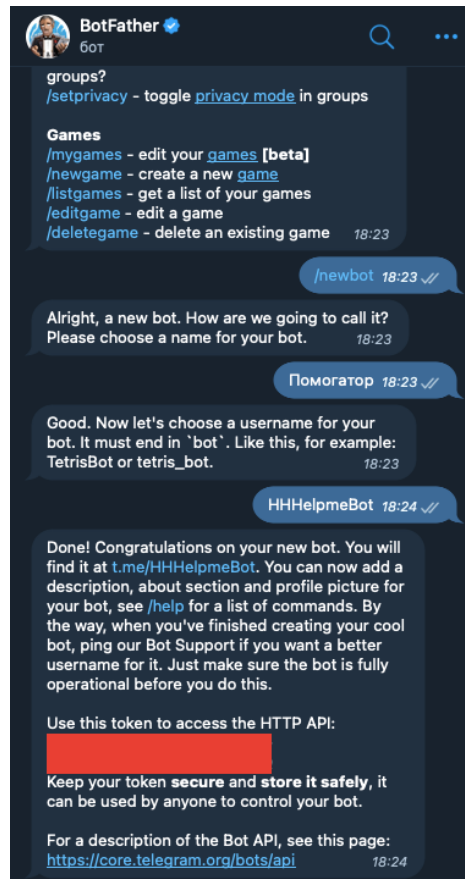 BotFather
бот
groups?
/setprivacy - toggle privacy mode in groups
Games
/mygames - edit your games [beta]
/newgame - create a new game
/listgames - get a list of your games
/editgame - edit a game
/deletegame - delete an existing game 18:23
/newbot 18:23
Alright, a new bot. How are we going to call it?
Please choose a name for your bot. 18:23
Помогатор 18:23
Good. Now let's choose a username for your
bot. It must end in `bot`. Like this, for example:
TetrisBot or tetris_bot. 18:23
HHHelpmeBot 18:24
Done! Congratulations on your new bot. You will
find it at t.me/HHHelpmeBot. You can now add a
description, about section and profile picture for
your bot, see /help for a list of commands. By
the way, when you've finished creating your cool
bot, ping our Bot Support if you want a better
username for it. Just make sure the bot is fully
operational before you do this.
Use this token to access the HTTP API:
Keep your token secure and store it safely, it
can be used by anyone to control your bot.
For a description of the Bot API, see this page:
https://core.telegram.org/bots/api 18:24